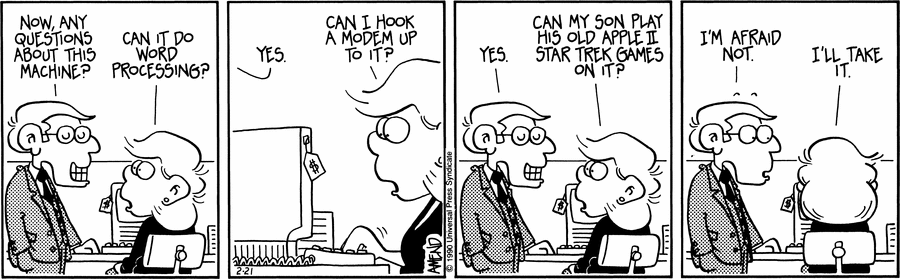 NOW, ANY
QUESTIONS
ABOUT THIS
MACHINE?
CAN IT DO
WORD
PROCESSING?
YES.
CAN I HOOK
A MODEM UP
TO IT?
$
2-21
AMEND
© 1990 Universal Press Syndicate
YES.
CAN MY SON PLAY
HIS OLD APPLE II
STAR TREK GAMES
ON IT?
$
I'M AFRAID
NOT.
I'LL TAKE
IT.
$